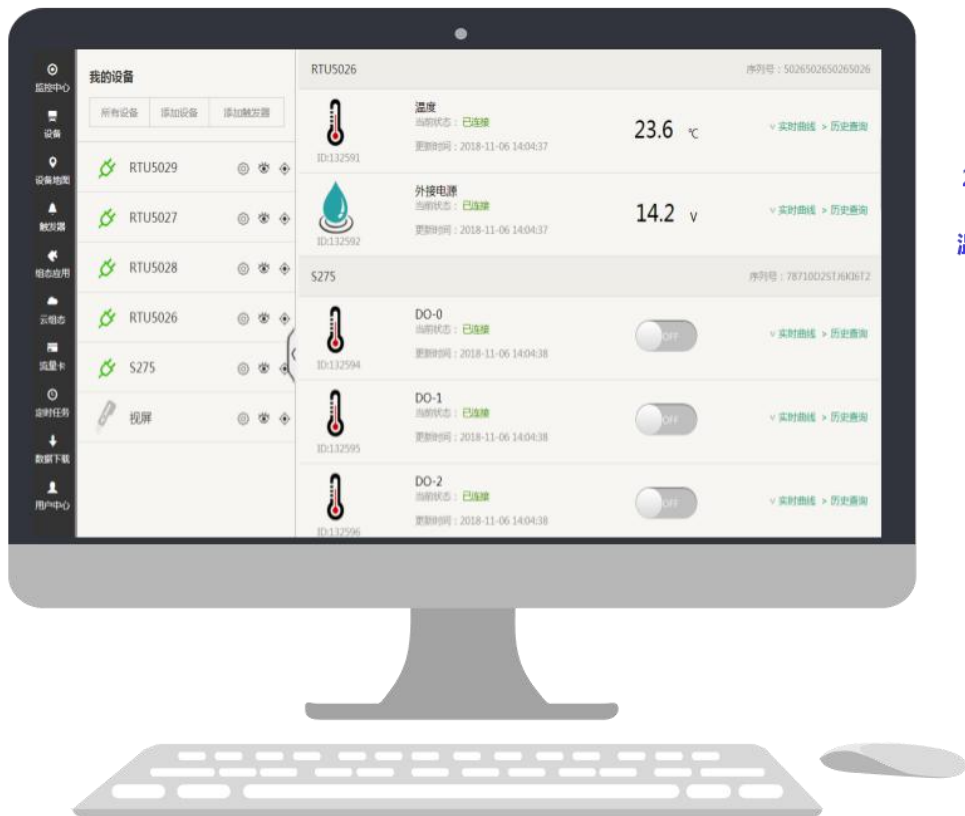 监控中心
设备
设备地图
触发器
组态应用
云组态
流量卡
定时任务
数据下载
用户中心
我的设备
所有设备 添加设备 添加触发器
RTU5029
RTU5027
RTU5028
RTU5026
S275
视屏
RTU5026 序列号：5026502650265026
温度
当前状态： 已连接
23.6 ℃
∨ 实时曲线 > 历史查询
更新时间：2018-11-06 14:04:37
ID:132591
外接电源
当前状态： 已连接
14.2 V
∨ 实时曲线 > 历史查询
更新时间：2018-11-06 14:04:37
ID:132592
S275
DO-0
当前状态： 已连接
OFF
∨ 实时曲线 > 历史查询
更新时间：2018-11-06 14:04:38
ID:132594
DO-1
当前状态： 已连接
OFF
∨ 实时曲线 > 历史查询
更新时间：2018-11-06 14:04:38
ID:132595
DO-2
当前状态： 已连接
OFF
∨ 实时曲线 > 历史查询
更新时间：2018-11-06 14:04:38
ID:132596